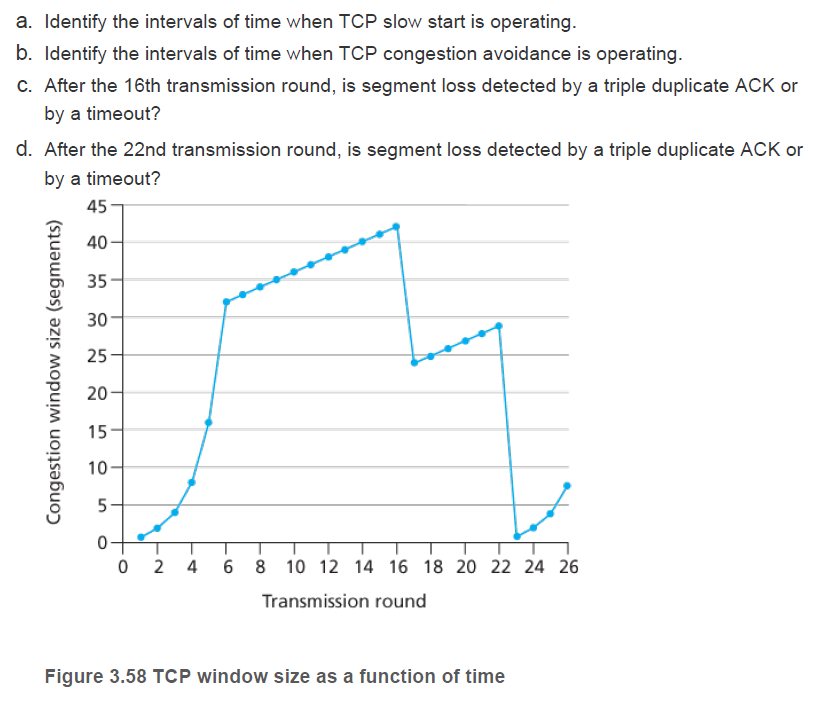 a. Identify the intervals of time when TCP slow start is operating.
b. Identify the intervals of time when TCP congestion avoidance is operating.
c. After the 16th transmission round, is segment loss detected by a triple duplicate ACK or
by a timeout?
d. After the 22nd transmission round, is segment loss detected by a triple duplicate ACK or
by a timeout?
Congestion window size (segments)
45
40
35
30
25
20
15
10
5
0
0 2 4 6 8 10 12 14 16 18 20 22 24 26
Transmission round
Figure 3.58 TCP window size as a function of time